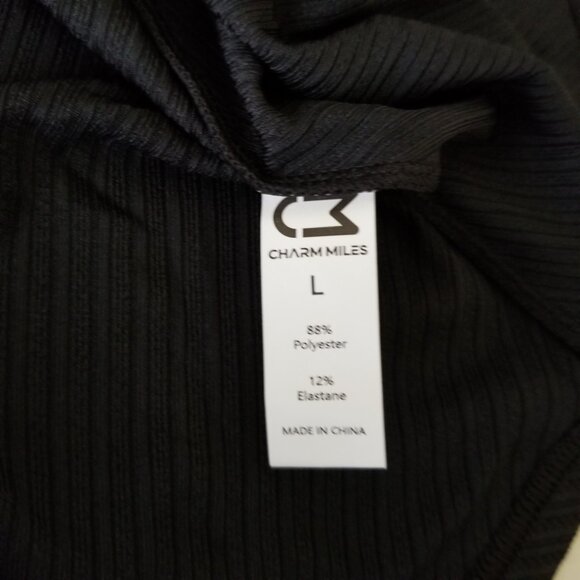 CHARM MILES
L
88%
Polyester
12%
Elastane
MADE IN CHINA